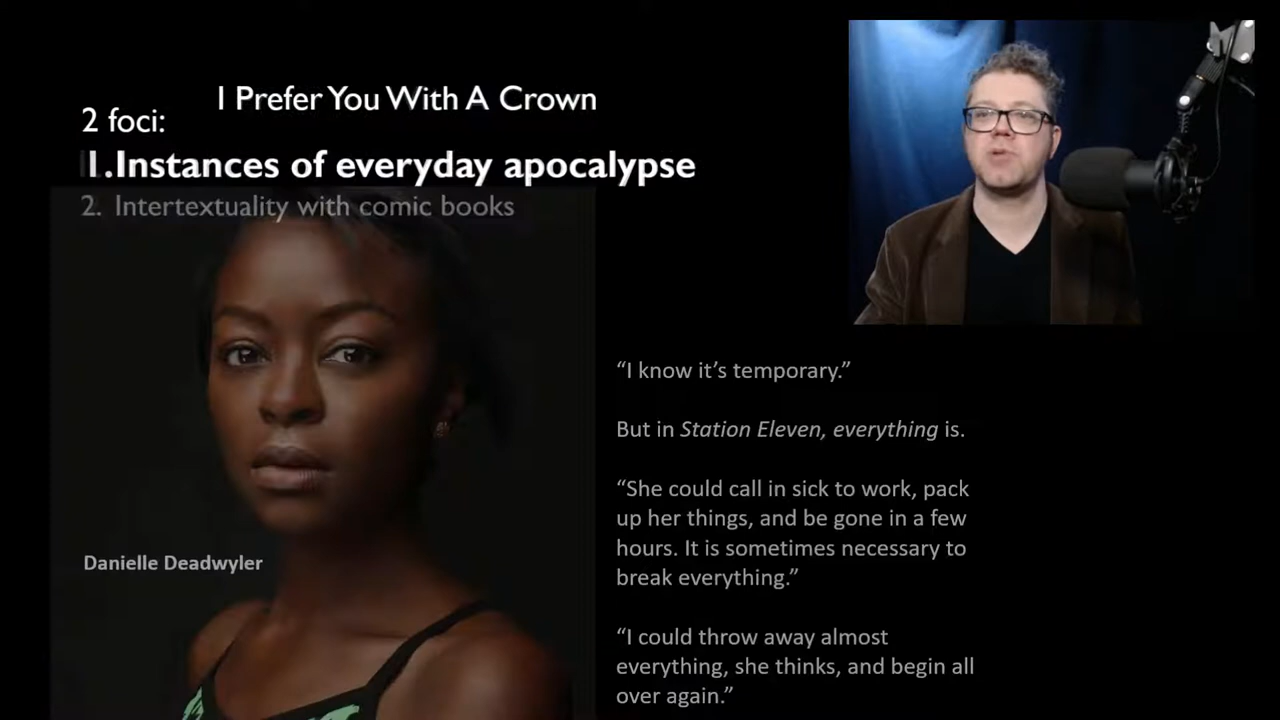 I Prefer You With A Crown
2 foci:
1. Instances of everyday apocalypse
2. Intertextuality with comic books
“I know it’s temporary.”
But in Station Eleven, everything is.
“She could call in sick to work, pack
up her things, and be gone in a few
hours. It is sometimes necessary to
break everything.”
Danielle Deadwyler
“I could throw away almost
everything, she thinks, and begin all
over again.”